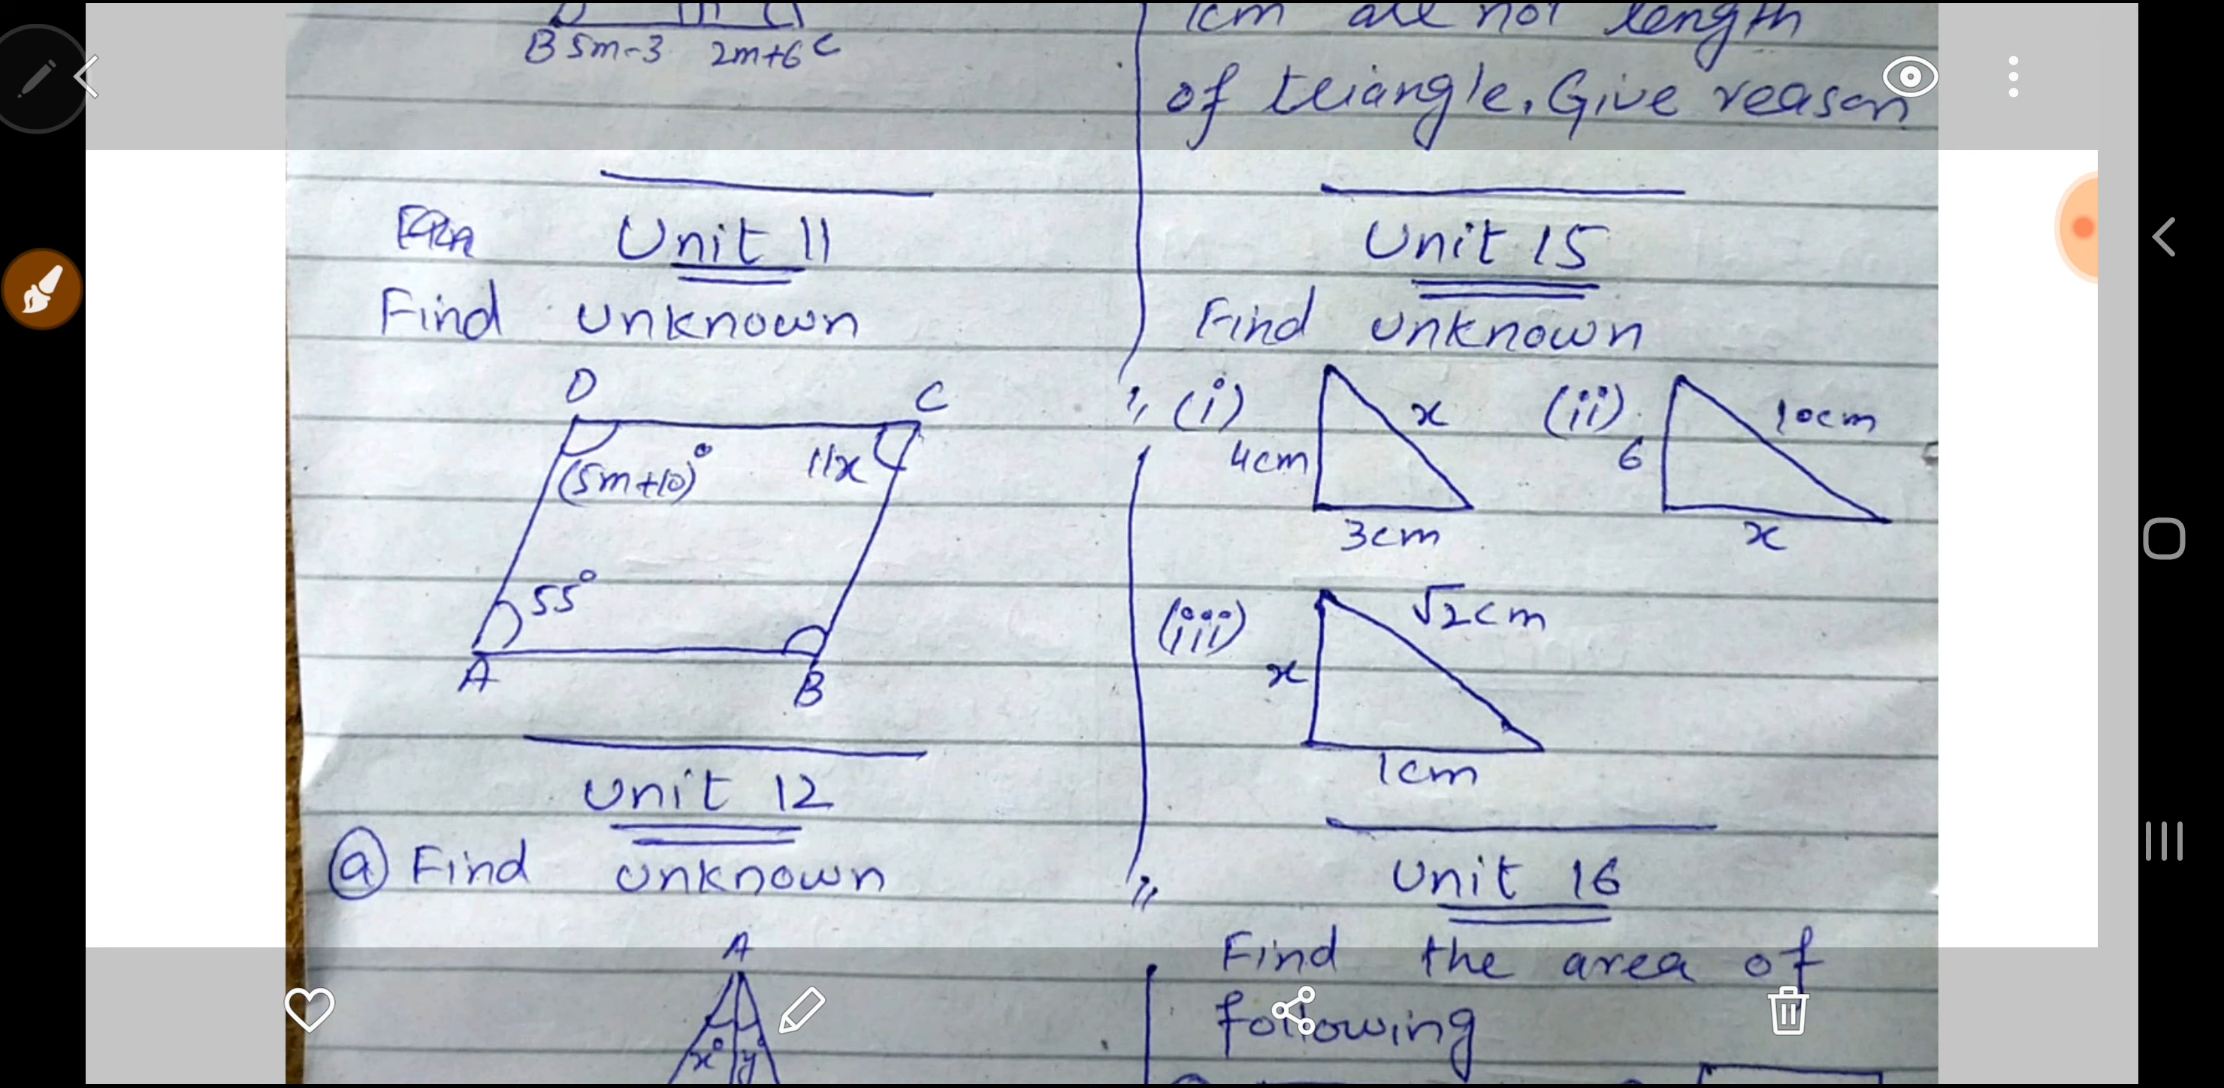 B 5m-3 2m+6 C
Unit 11
Find unknown
D C
(5m+10)° 11x
55°
A B
Unit 12
ⓐ Find unknown
A
x° y°
1cm are not length
of triangle. Give reason
Unit 15
Find unknown
(i) x
4cm
3cm
(ii) 10cm
6
x
(iii) √2cm
x
1cm
Unit 16
Find the area of
following